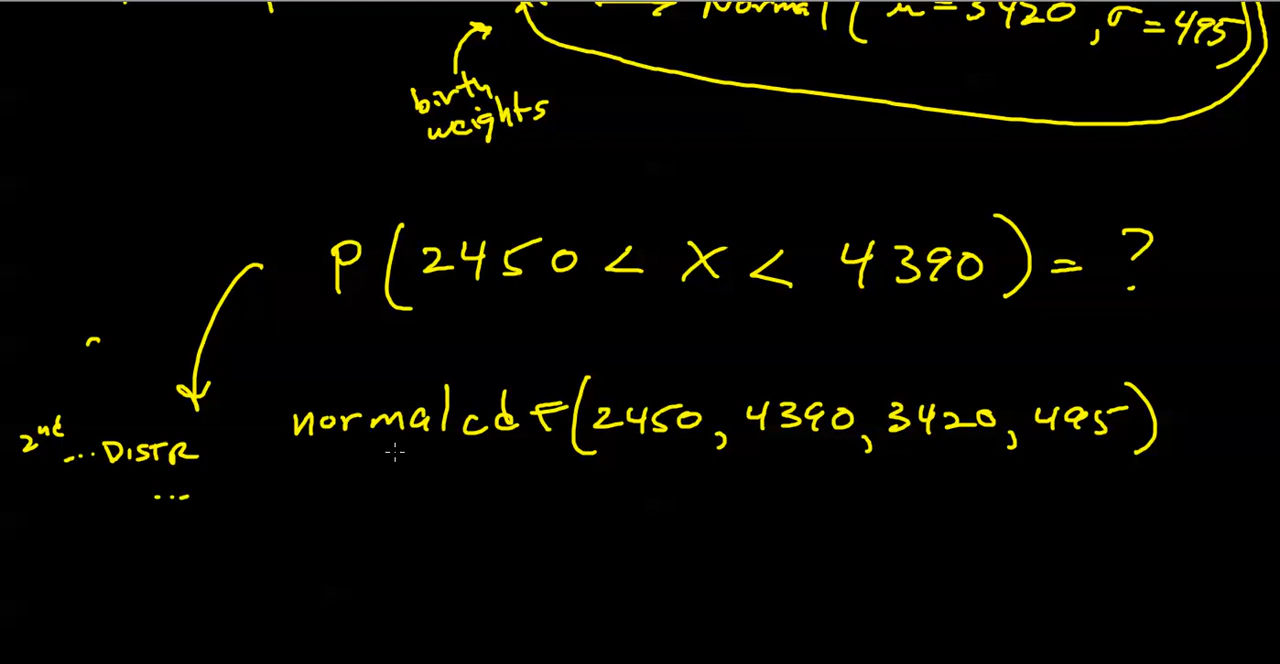 Normal(μ=3420, σ=495)
birth
weights
P(2450 < X < 4390) = ?
normalcdf(2450, 4390, 3420, 495)
2nd
... DISTR
...